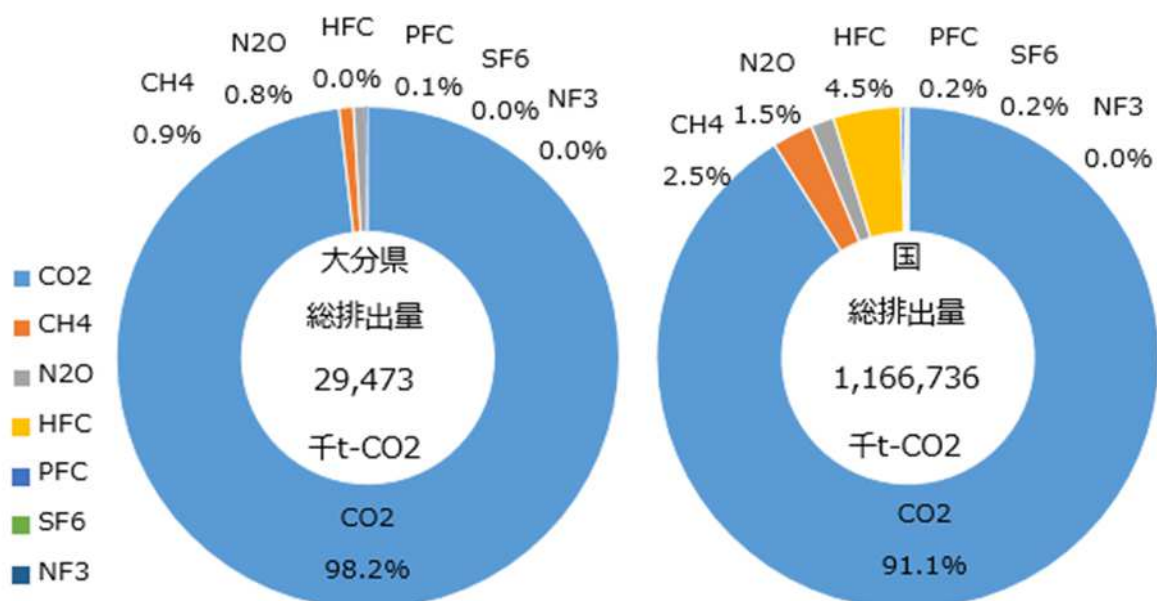 CO2
CH4
N2O
HFC
PFC
SF6
NF3
CH4
0.9%
N2O
0.8%
HFC
0.0%
PFC
0.1%
SF6
0.0%
NF3
0.0%
大分県
総排出量
29,473
千t-CO2
CO2
98.2%
CH4
2.5%
N2O
1.5%
HFC
4.5%
PFC
0.2%
SF6
0.2%
NF3
0.0%
国
総排出量
1,166,736
千t-CO2
CO2
91.1%